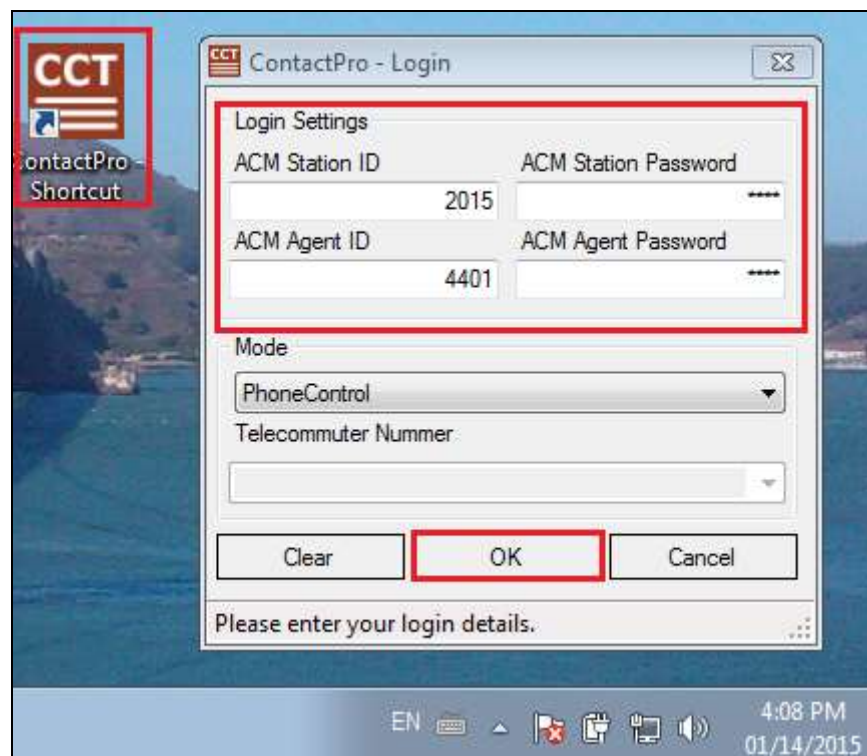 CCT
ContactPro -
Shortcut
CCT ContactPro - Login
Login Settings
ACM Station ID ACM Station Password
2015 ****
ACM Agent ID ACM Agent Password
4401 ****
Mode
PhoneControl
Telecommuter Nummer
Clear OK Cancel
Please enter your login details.
EN
4:08 PM
01/14/2015